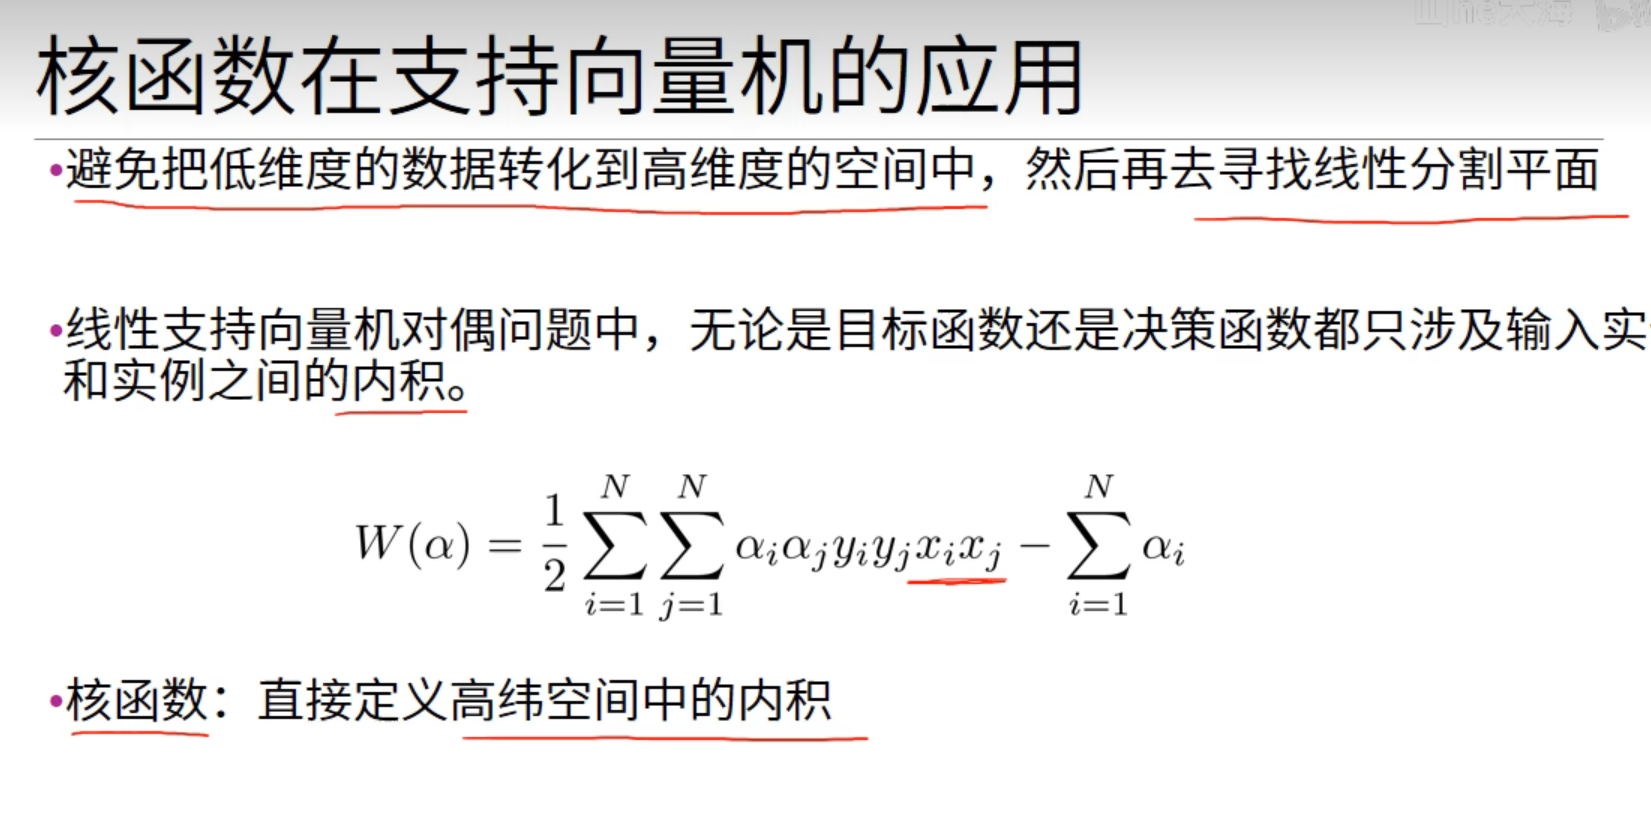 核函数在支持向量机的应用
•避免把低维度的数据转化到高维度的空间中，然后再去寻找线性分割平面
•线性支持向量机对偶问题中，无论是目标函数还是决策函数都只涉及输入实
和实例之间的内积。
W(α) = \frac{1}{2} \sum_{i=1}^{N} \sum_{j=1}^{N} α_i α_j y_i y_j x_i x_j − \sum_{i=1}^{N} α_i
•核函数：直接定义高纬空间中的内积